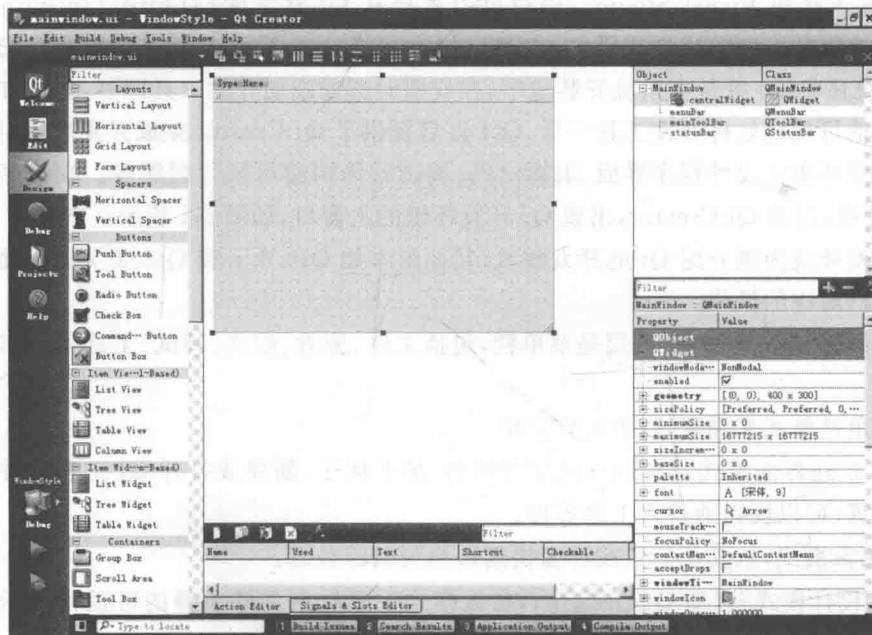 mainwindow.ui - WindowStyle - Qt Creator
File Edit Build Debug Tools Window Help
mainwindow.ui
Qt
Welcome
Edit
Design
Debug
Projects
Help
WindowStyle
Debug
Filter
Layouts
Vertical Layout
Horizontal Layout
Grid Layout
Form Layout
Spacers
Horizontal Spacer
Vertical Spacer
Buttons
Push Button
Tool Button
Radio Button
Check Box
Command··· Button
Button Box
Item Vie···l-Based)
List View
Tree View
Table View
Column View
Item Wid···m-Based)
List Widget
Tree Widget
Table Widget
Containers
Group Box
Scroll Area
Tool Box
Type Here
Filter
Name Used Text Shortcut Checkable
Action Editor Signals & Slots Editor
Object Class
MainWindow QMainWindow
centralWidget QWidget
menuBar QMenuBar
mainToolBar QToolBar
statusBar QStatusBar
Filter
MainWindow : QMainWindow
Property Value
QObject
QWidget
windowModa··· NonModal
enabled
geometry [(0, 0), 400 x 300]
sizePolicy [Preferred, Preferred, 0, ···
minimumSize 0 x 0
maximumSize 16777215 x 16777215
sizeIncrem··· 0 x 0
baseSize 0 x 0
palette Inherited
font A [宋体, 9]
cursor Arrow
mouseTrack···
focusPolicy NoFocus
contextMen··· DefaultContextMenu
acceptDrops
windowTi··· MainWindow
windowIcon
windowOpac··· 1.000000
Type to locate 1 Build Issues 2 Search Results 3 Application Output 4 Compile Output